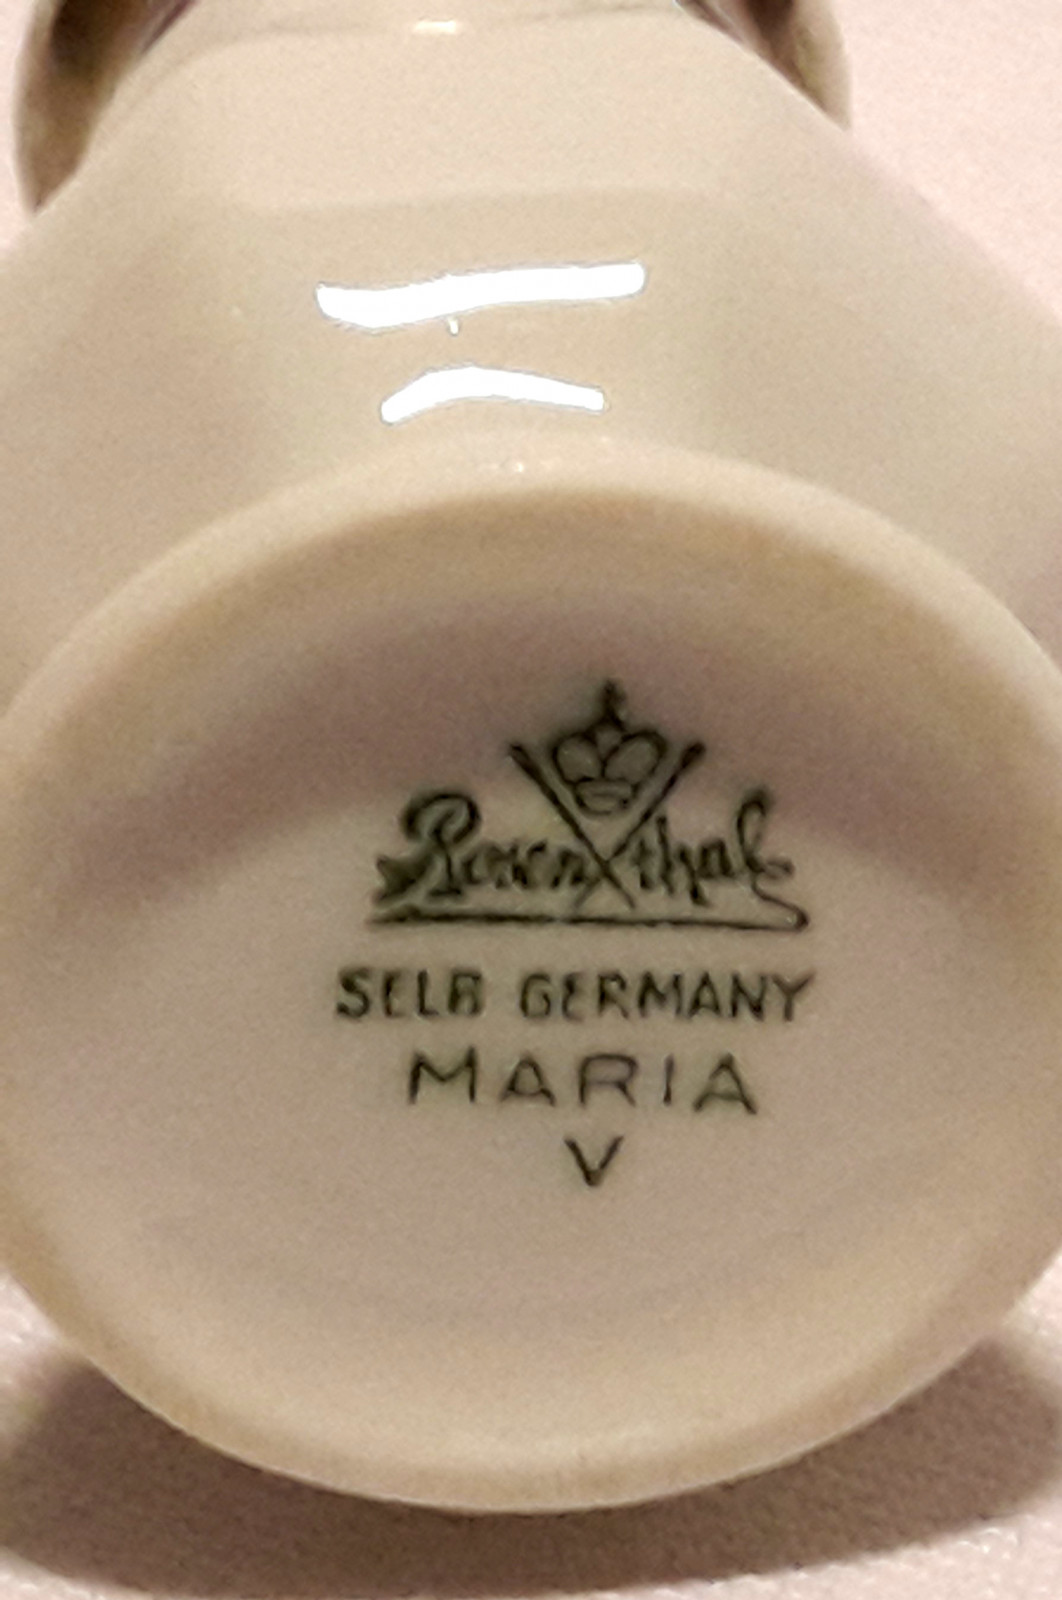 Rosenthal
SELB GERMANY
MARIA
V